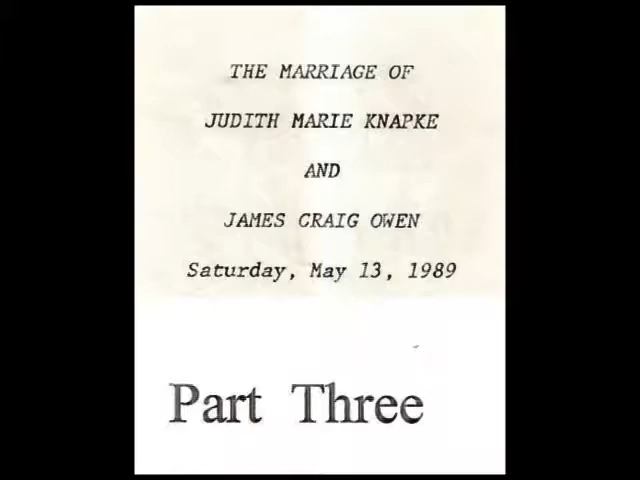 THE MARRIAGE OF
JUDITH MARIE KNAPKE
AND
JAMES CRAIG OWEN
Saturday, May 13, 1989
Part Three